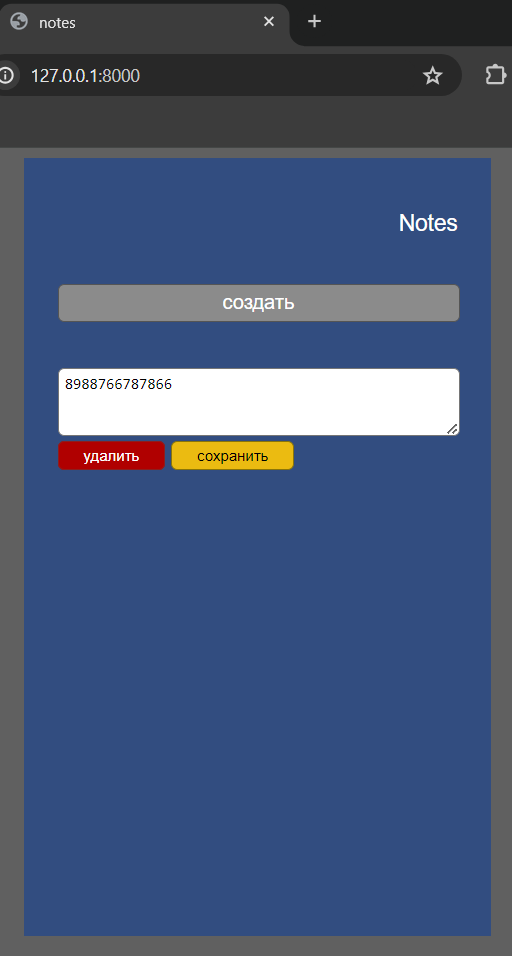 notes
127.0.0.1:8000
Notes
создать
8988766787866
удалить сохранить